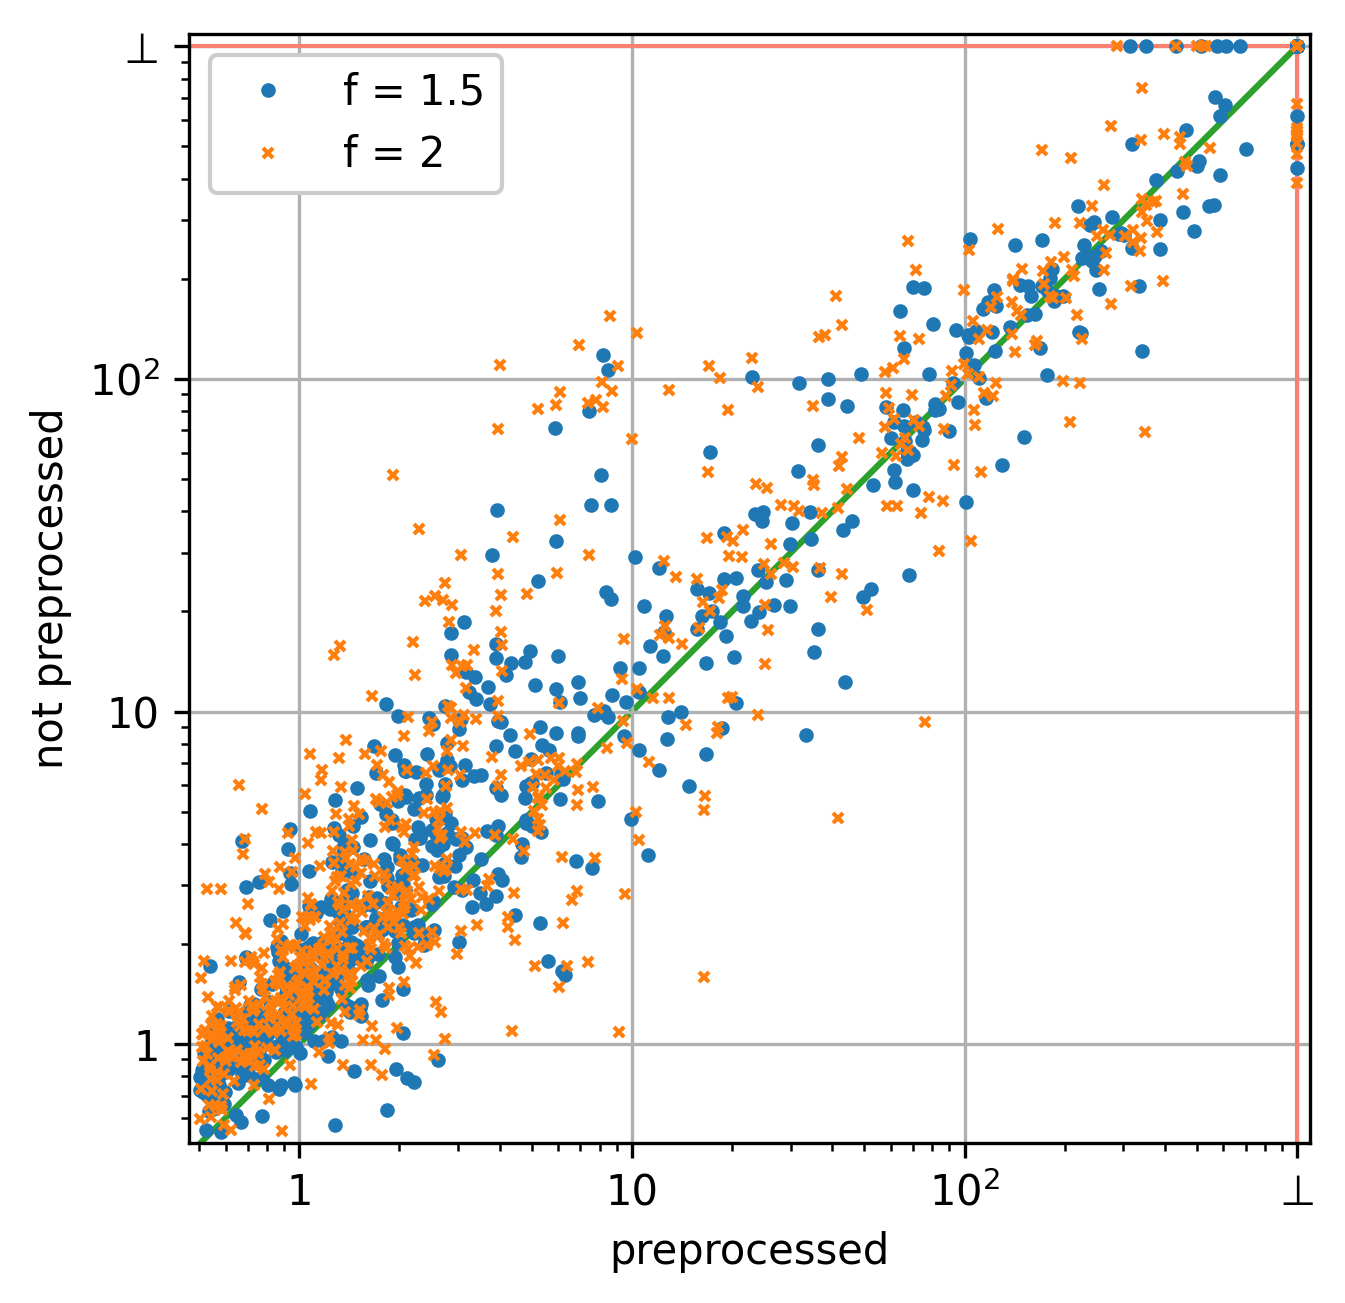 ⊥
f = 1.5
f = 2
10²
10
1
not preprocessed
1
10
10²
⊥
preprocessed